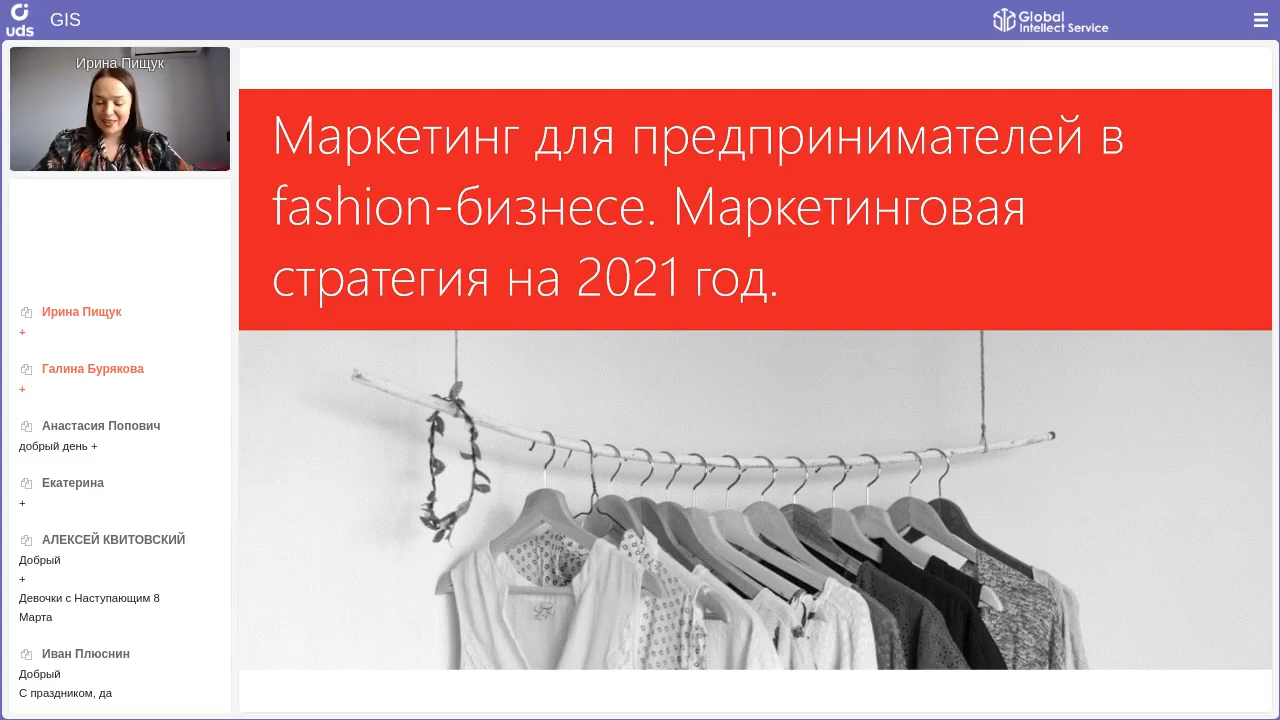 uds
GIS
Global
Intellect Service
Ирина Пищук
Маркетинг для предпринимателей в
fashion-бизнесе. Маркетинговая
стратегия на 2021 год.
Ирина Пищук
+
Галина Бурякова
+
Анастасия Попович
добрый день +
Екатерина
+
АЛЕКСЕЙ КВИТОВСКИЙ
Добрый
+
Девочки с Наступающим 8
Марта
Иван Плюснин
Добрый
С праздником, да